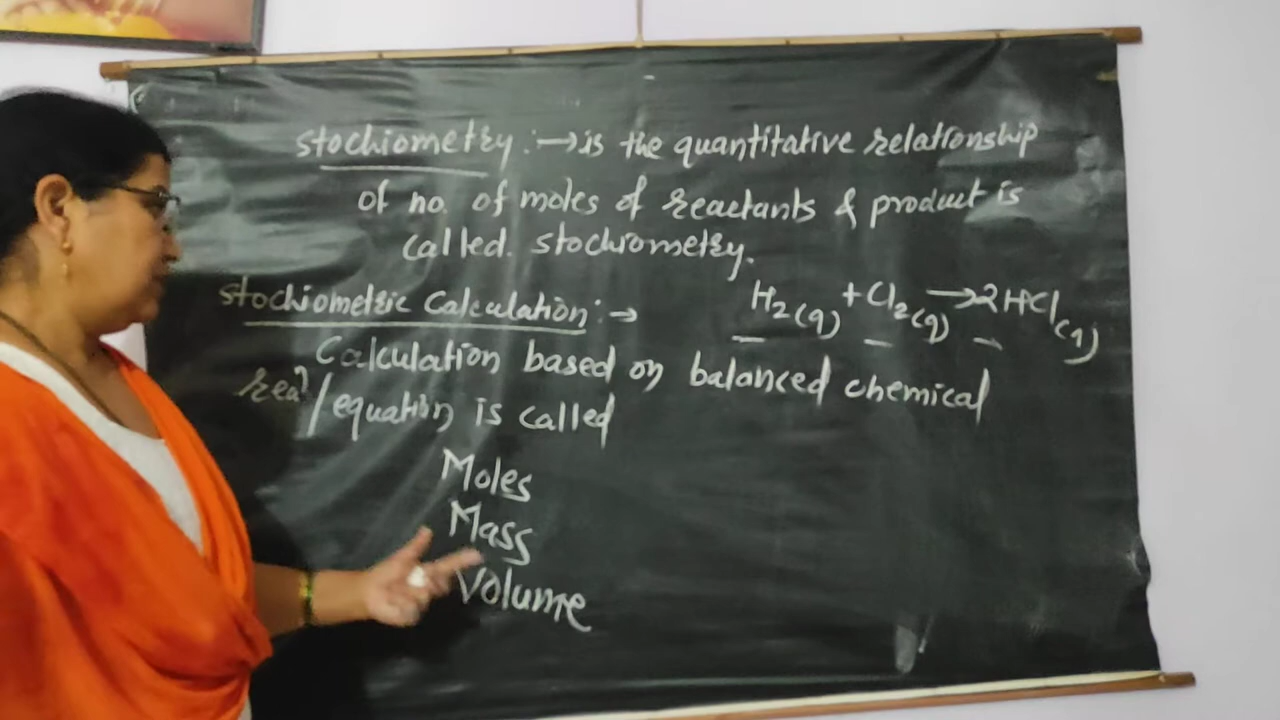 stochiometry :→ is the quantitative relationship
of no. of moles of reactants & product is
called. stochiometry.
H2(g) + Cl2(g) → 2HCl(g)
stochiometric Calculation :→
Calculation based on balanced chemical
reaⁿ/equation is called
Moles
Mass
Volume